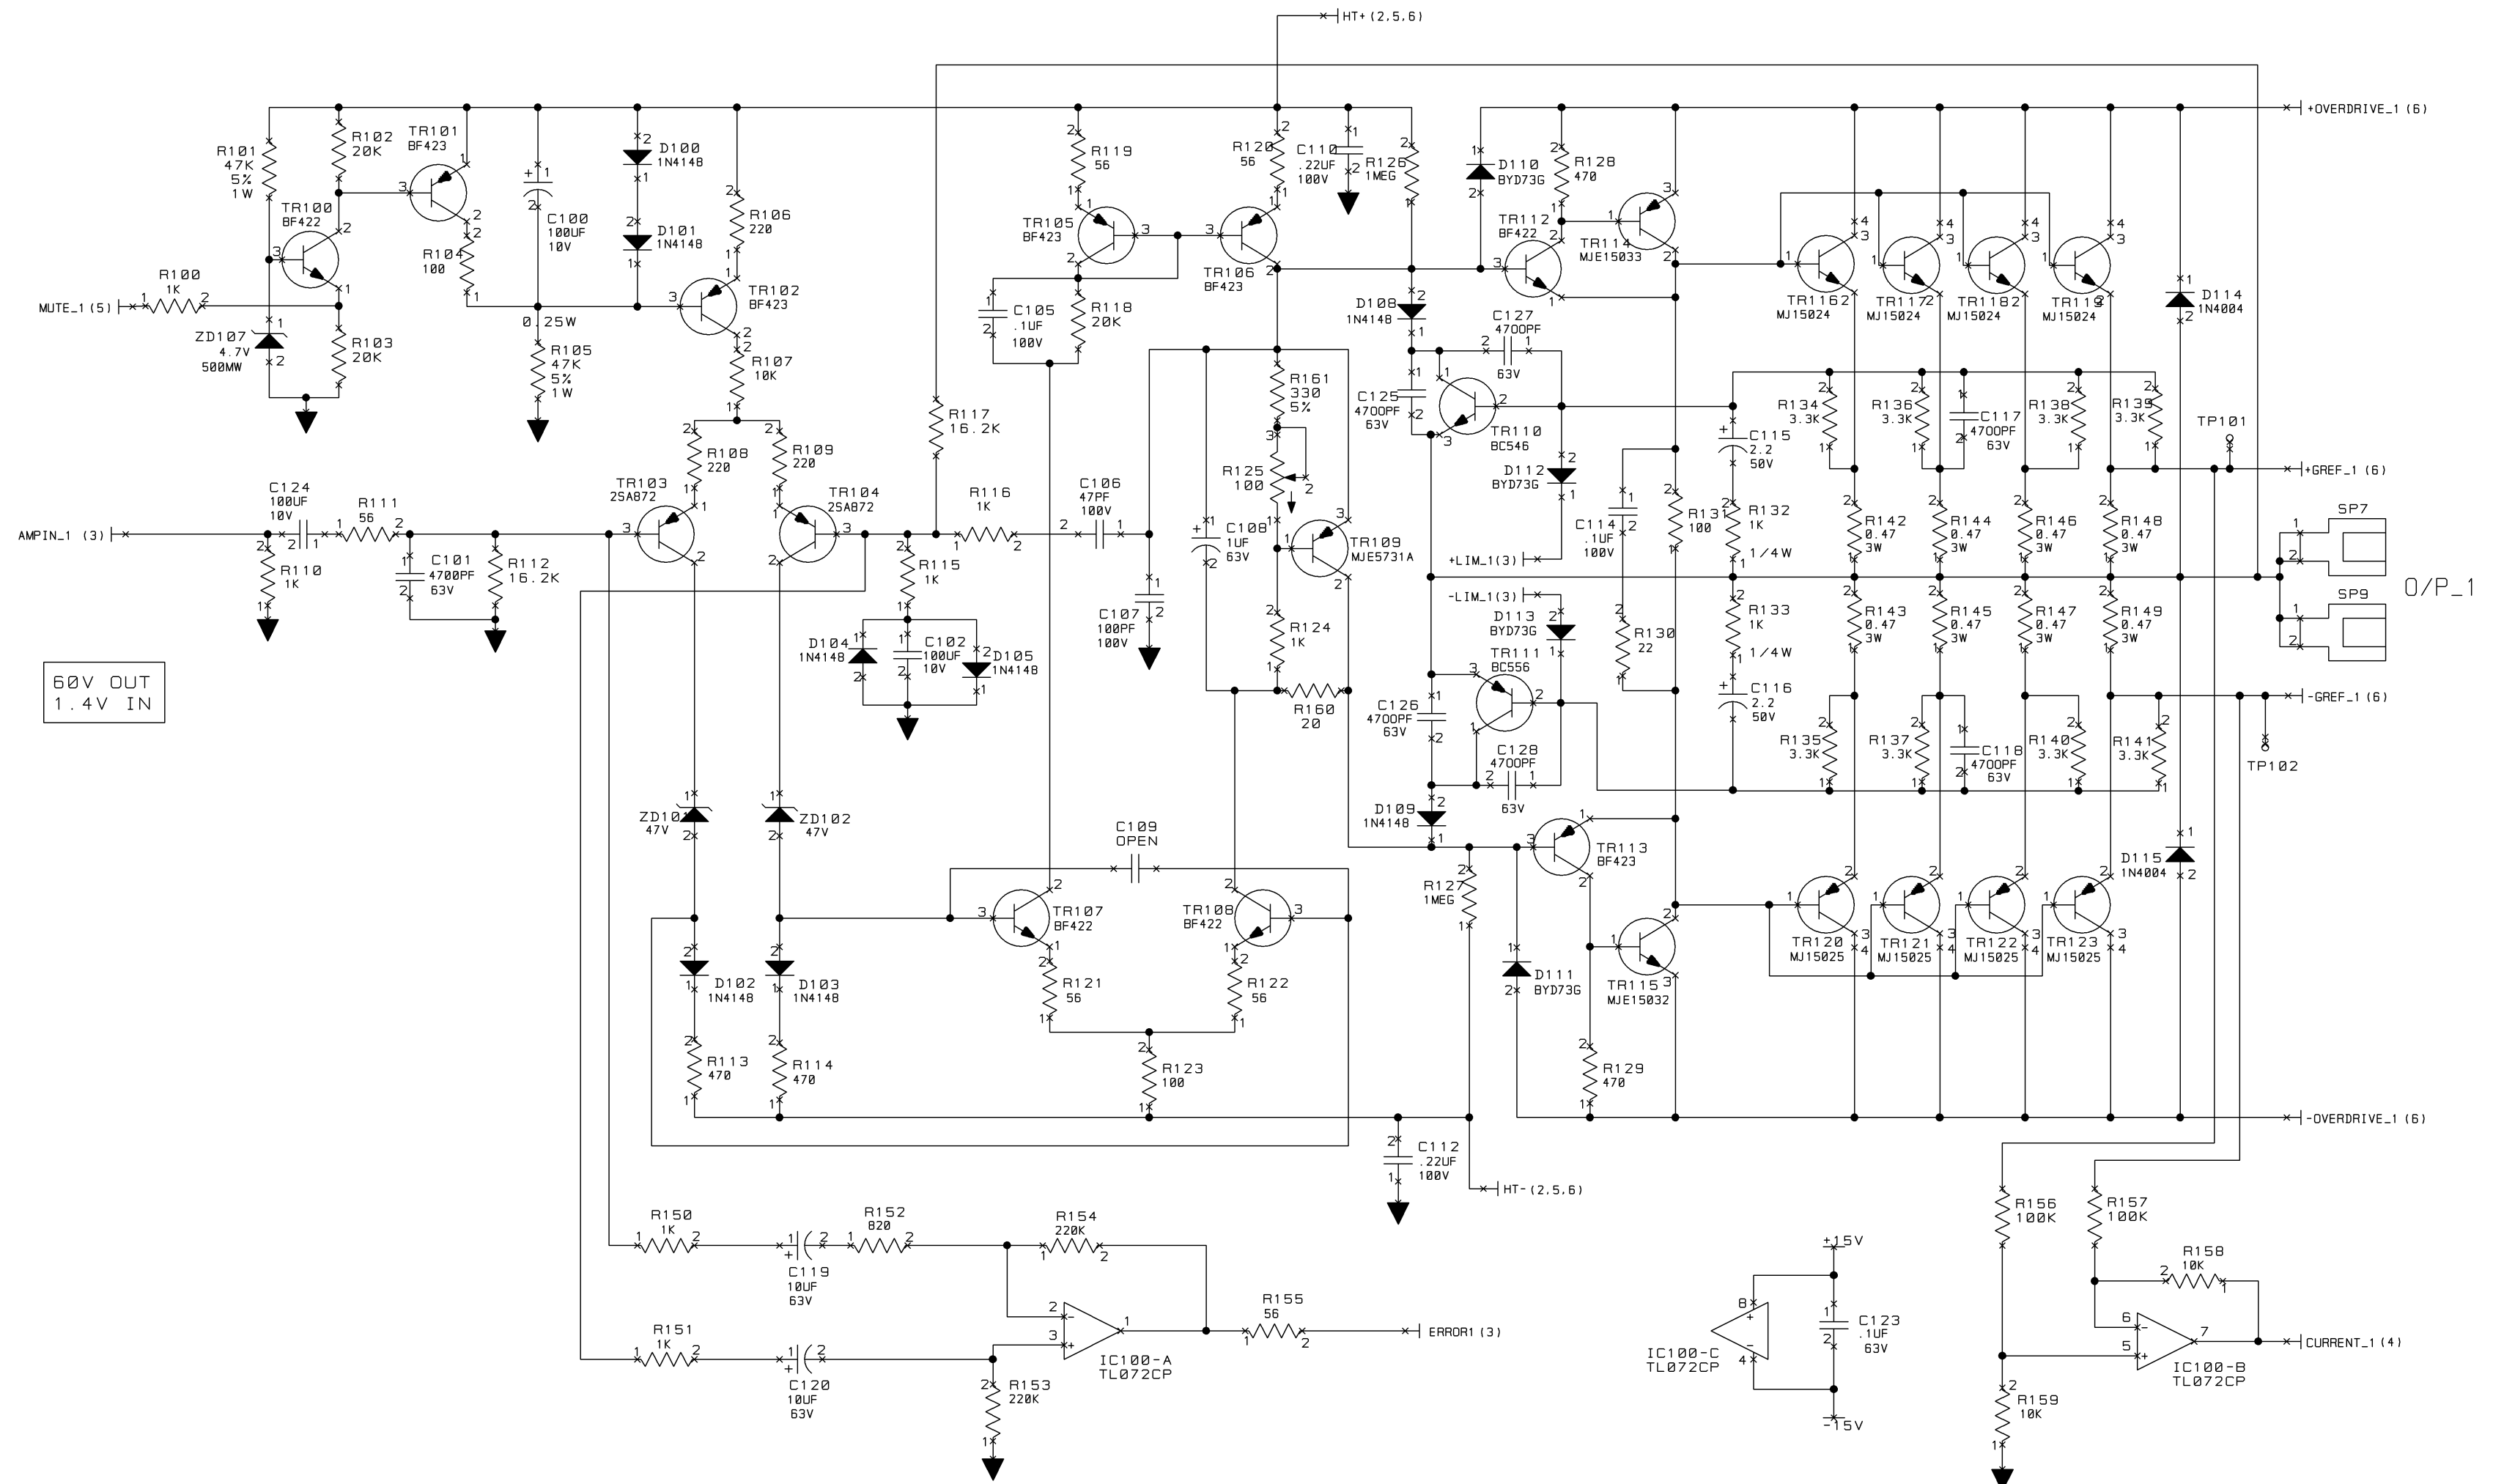 HT+(2,5,6)
+OVERDRIVE_1(6)
R101
47K
5%
1W
R102
20K
TR101
BF423
TR100
BF422
R104
100
C100
100UF
10V
D100
1N4148
D101
1N4148
R106
220
TR102
BF423
R100
1K
MUTE_1(5)
ZD107
4.7V
500MW
R103
20K
0.25W
R105
47K
5%
1W
R107
10K
R119
56
R120
56
C110
.22UF
100V
R126
1MEG
D110
BYD73G
R128
470
TR105
BF423
TR106
BF423
TR112
BF422
TR114
MJE15033
C105
.1UF
100V
R118
20K
D108
1N4148
C127
4700PF
63V
TR116
MJ15024
TR117
MJ15024
TR118
MJ15024
TR119
MJ15024
D114
1N4004
R117
16.2K
R161
330
5%
C125
4700PF
63V
TR110
BC546
R134
3.3K
R136
3.3K
C117
4700PF
63V
R138
3.3K
R139
3.3K
TP101
C115
2.2
50V
R108
220
R109
220
R125
100
D112
BYD73G
+GREF_1(6)
AMPIN_1 (3)
C124
100UF
10V
R111
56
TR103
2SA872
TR104
2SA872
R116
1K
C106
47PF
100V
C108
1UF
63V
TR109
MJE5731A
C114
.1UF
100V
R131
100
R132
1K
1/4W
R142
0.47
3W
R144
0.47
3W
R146
0.47
3W
R148
0.47
3W
SP7
R110
1K
C101
4700PF
63V
R112
16.2K
R115
1K
+LIM_1(3)
-LIM_1(3)
O/P_1
C107
100PF
100V
R124
1K
D113
BYD73G
R130
22
R133
1K
1/4W
R143
0.47
3W
R145
0.47
3W
R147
0.47
3W
R149
0.47
3W
SP9
D104
1N4148
C102
100UF
10V
D105
1N4148
TR111
BC556
60V OUT
1.4V IN
R160
20
C126
4700PF
63V
C116
2.2
50V
-GREF_1(6)
C128
4700PF
63V
R135
3.3K
R137
3.3K
C118
4700PF
63V
R140
3.3K
R141
3.3K
TP102
ZD101
47V
ZD102
47V
C109
OPEN
D109
1N4148
TR113
BF423
D115
1N4004
R127
1MEG
TR107
BF422
TR108
BF422
TR120
MJ15025
TR121
MJ15025
TR122
MJ15025
TR123
MJ15025
D102
1N4148
D103
1N4148
R121
56
R122
56
D111
BYD73G
TR115
MJE15032
R113
470
R114
470
R123
100
R129
470
-OVERDRIVE_1(6)
C112
.22UF
100V
HT-(2,5,6)
R150
1K
R152
820
R154
220K
C119
10UF
63V
R156
100K
R157
100K
+15V
R158
10K
R151
1K
R155
56
ERROR1(3)
C123
.1UF
63V
CURRENT_1(4)
IC100-A
TL072CP
IC100-C
TL072CP
IC100-B
TL072CP
C120
10UF
63V
R153
220K
R159
10K
-15V